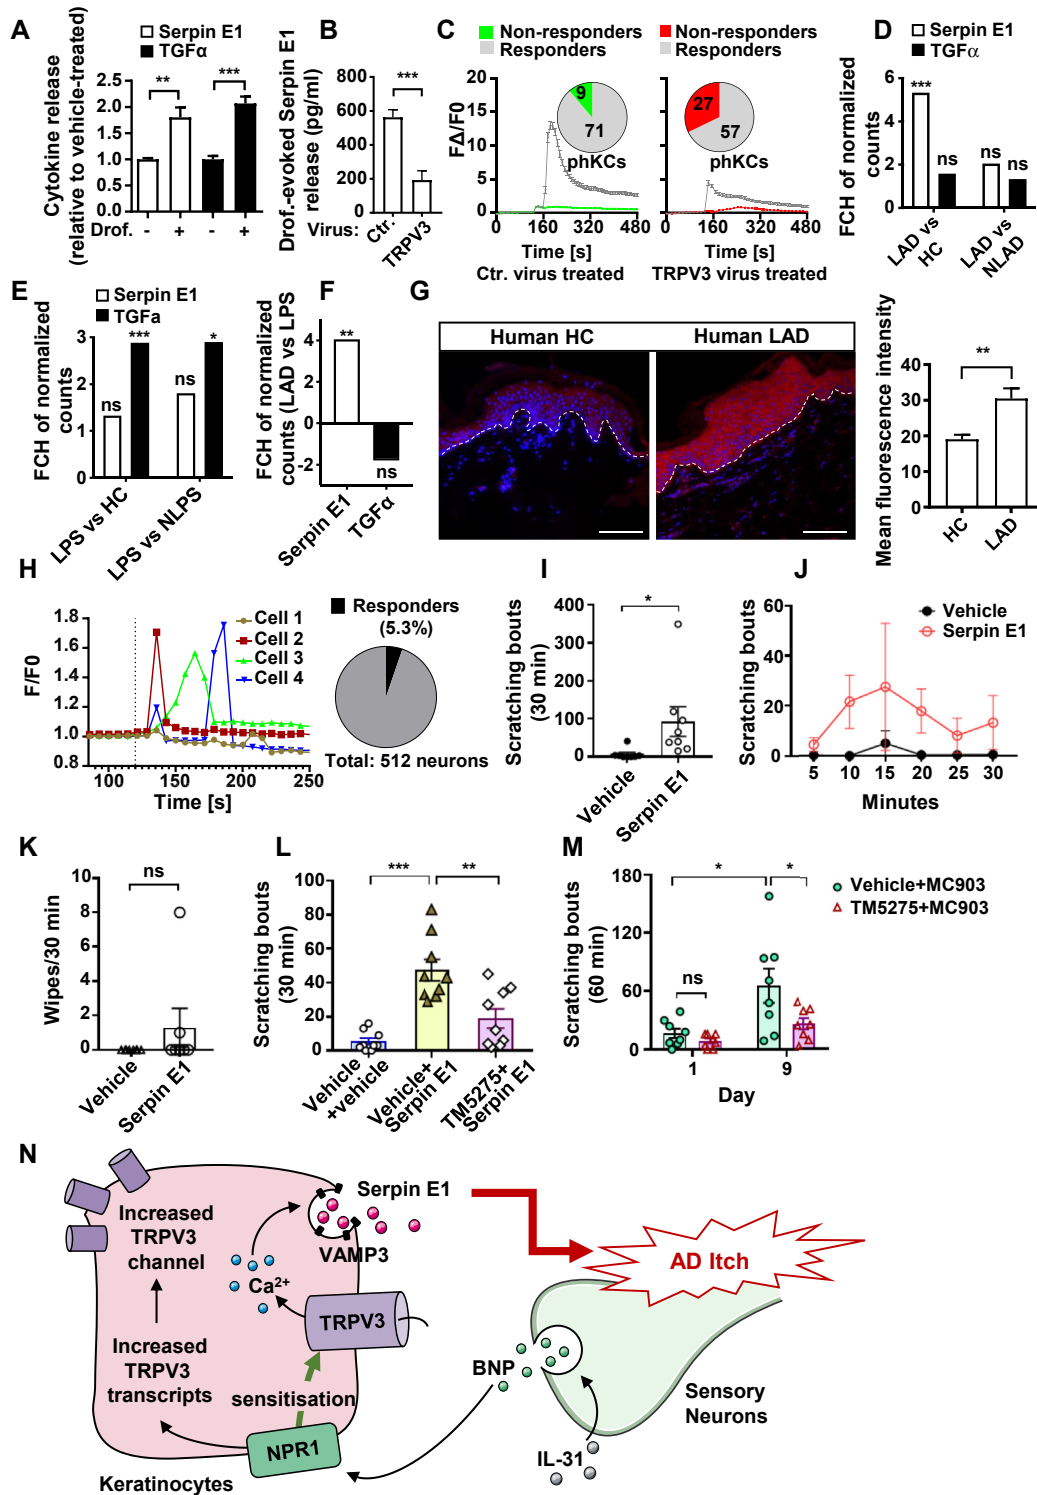 A
Serpin E1
TGFα
Cytokine release
(relative to vehicle-treated)
2.5
2.0
1.5
1.0
0.5
0.0
**
***
Drof. - + - +
B
Drof.-evoked Serpin E1
release (pg/ml)
800
600
400
200
0
***
Virus:
Ctr.
TRPV3
C
Non-responders
Responders
Non-responders
Responders
FΔ/F0
20
15
10
5
0
9
71
phKCs
27
57
phKCs
0 160 320 480
0 160 320 480
Time [s]
Time [s]
Ctr. virus treated
TRPV3 virus treated
D
Serpin E1
TGFα
FCH of normalized
counts
6
4
2
0
***
ns
ns
ns
LAD vs
HC
LAD vs
NLAD
E
Serpin E1
TGFa
FCH of normalized
counts
3
2
1
0
ns
***
ns
*
LPS vs HC
LPS vs NLPS
F
FCH of normalized
counts (LAD vs LPS
4
2
0
-2
**
ns
Serpin E1
TGFα
G
Human HC
Human LAD
Mean fluorescence intensity
40
30
20
10
0
**
HC
LAD
H
F/F0
1.8
1.6
1.4
1.2
1.0
0.8
Cell 1
Cell 2
Cell 3
Cell 4
100 150 200 250
Time [s]
Responders
(5.3%)
Total: 512 neurons
I
Scratching bouts
(30 min)
400
300
200
100
0
*
Vehicle
Serpin E1
J
Scratching bouts
60
40
20
0
Vehicle
Serpin E1
5 10 15 20 25 30
Minutes
K
Wipes/30 min
10
8
6
4
2
0
ns
Vehicle
Serpin E1
L
Scratching bouts
(30 min)
100
80
60
40
20
0
***
**
Vehicle
+vehicle
Vehicle+
Serpin E1
TM5275+
Serpin E1
M
Scratching bouts
(60 min)
180
120
60
0
*
*
ns
Vehicle+MC903
TM5275+MC903
1 9
Day
N
Serpin E1
VAMP3
Increased
TRPV3
channel
Ca²⁺
TRPV3
Increased
TRPV3
transcripts
sensitisation
NPR1
Keratinocytes
AD Itch
BNP
Sensory
Neurons
IL-31